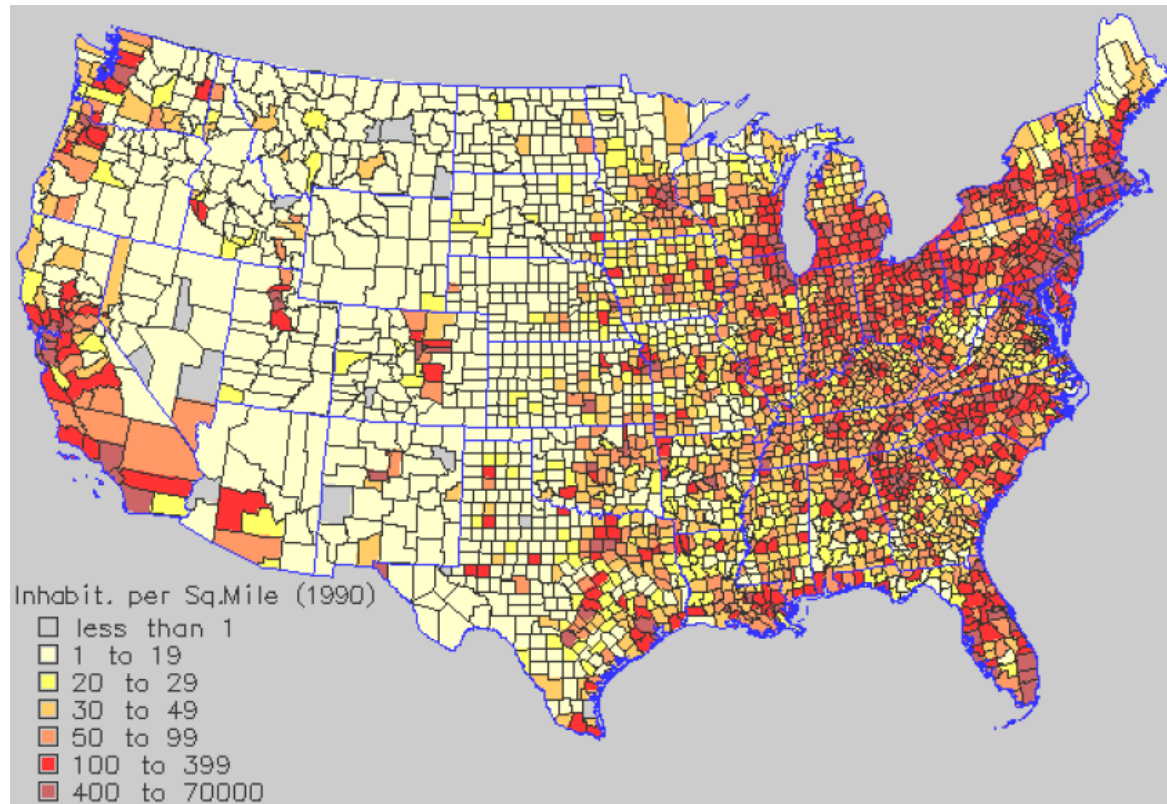 Inhabit. per Sq.Mile (1990)
less than 1
1 to 19
20 to 29
30 to 49
50 to 99
100 to 399
400 to 70000